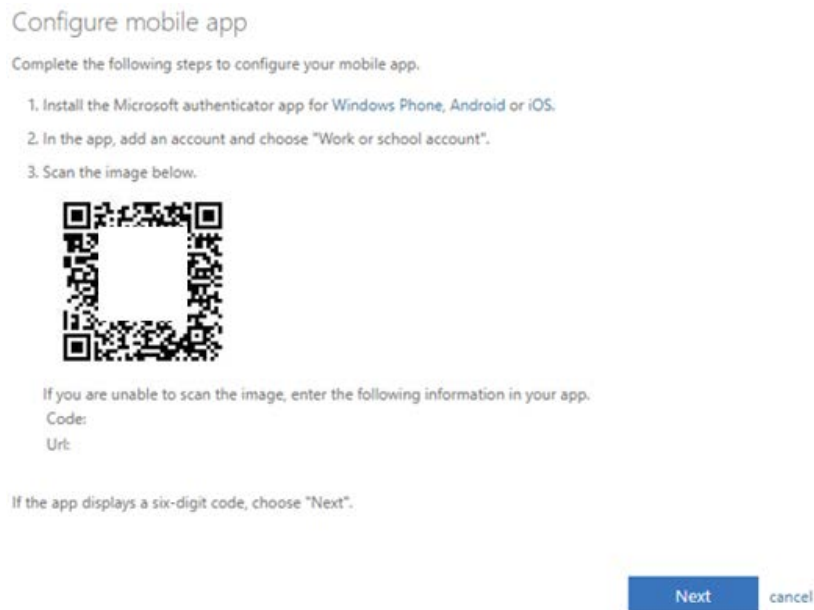 Configure mobile app
Complete the following steps to configure your mobile app.
1. Install the Microsoft authenticator app for Windows Phone, Android or iOS.
2. In the app, add an account and choose "Work or school account".
3. Scan the image below.
If you are unable to scan the image, enter the following information in your app.
Code:
Url:
If the app displays a six-digit code, choose "Next".
Next cancel